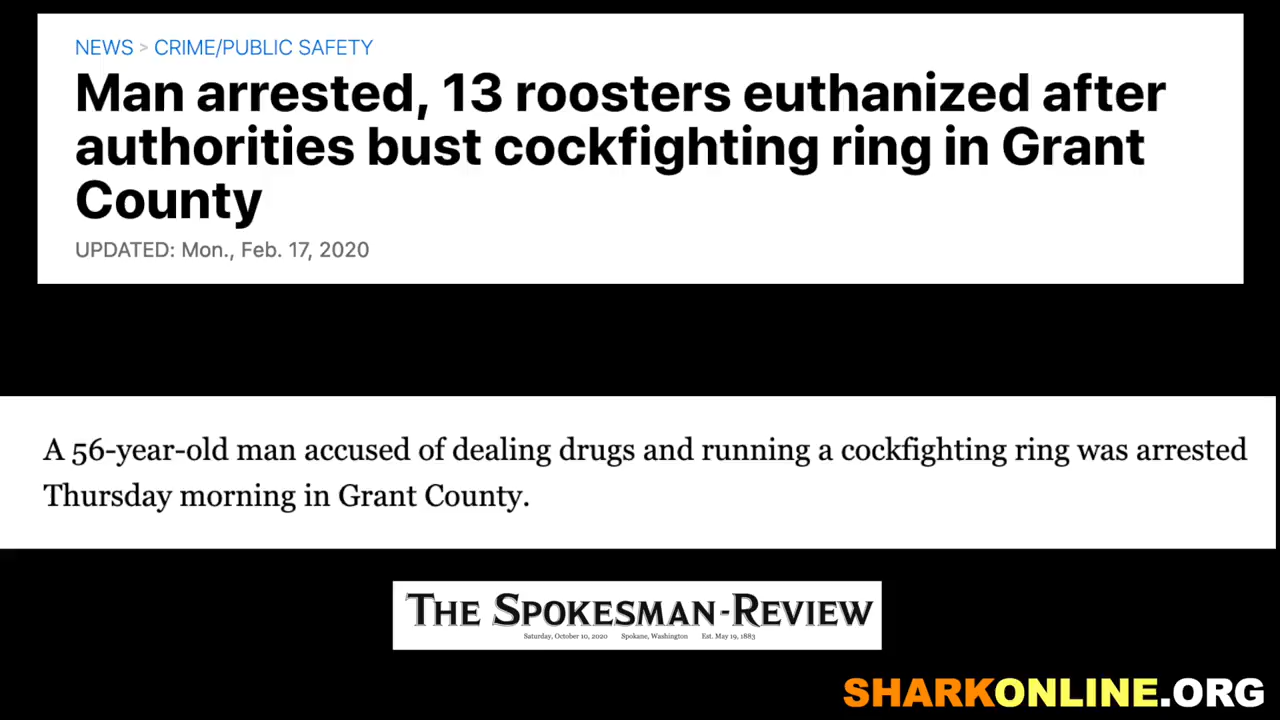 NEWS > CRIME/PUBLIC SAFETY
Man arrested, 13 roosters euthanized after
authorities bust cockfighting ring in Grant
County
UPDATED: Mon., Feb. 17, 2020
A 56-year-old man accused of dealing drugs and running a cockfighting ring was arrested
Thursday morning in Grant County.
THE SPOKESMAN-REVIEW
Saturday, October 10, 2020 Spokane, Washington Est. May 19, 1883
SHARKONLINE.ORG